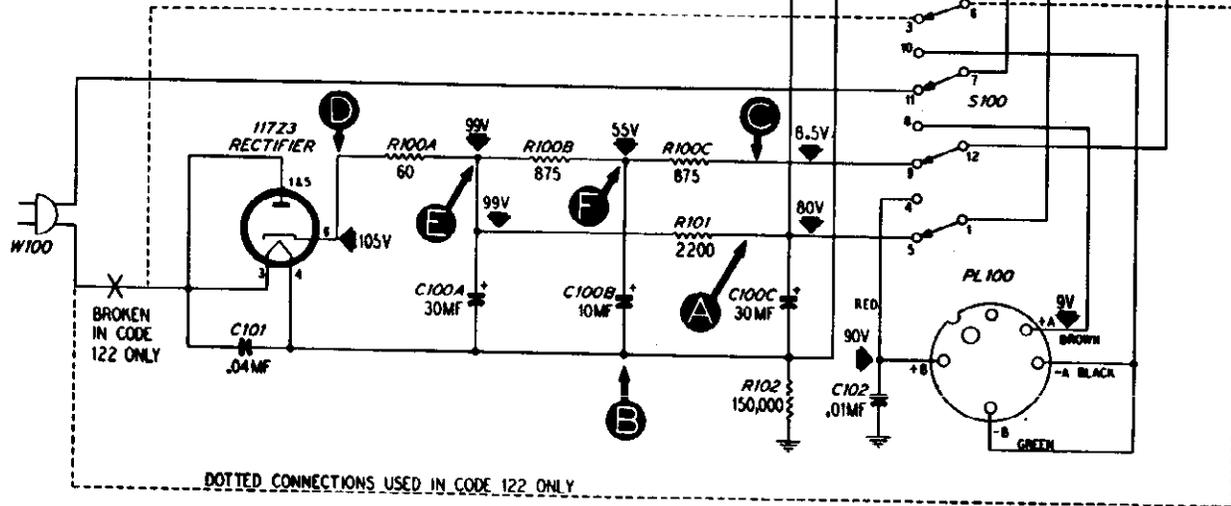 3
6
10
7
11
S100
8
12
9
4
1
5
D
C
117Z3
RECTIFIER
R100A
60
99V
R100B
875
55V
R100C
875
8.5V
1&5
6
105V
E
99V
F
R101
2200
80V
W100
3
4
A
PL100
BROKEN
IN CODE
122 ONLY
C101
.04MF
C100A
30MF
+
C100B
10MF
+
C100C
30MF
+
RED
90V
+A
9V
BROWN
+B
-A BLACK
B
R102
150,000
C102
.01MF
-B
GREEN
DOTTED CONNECTIONS USED IN CODE 122 ONLY